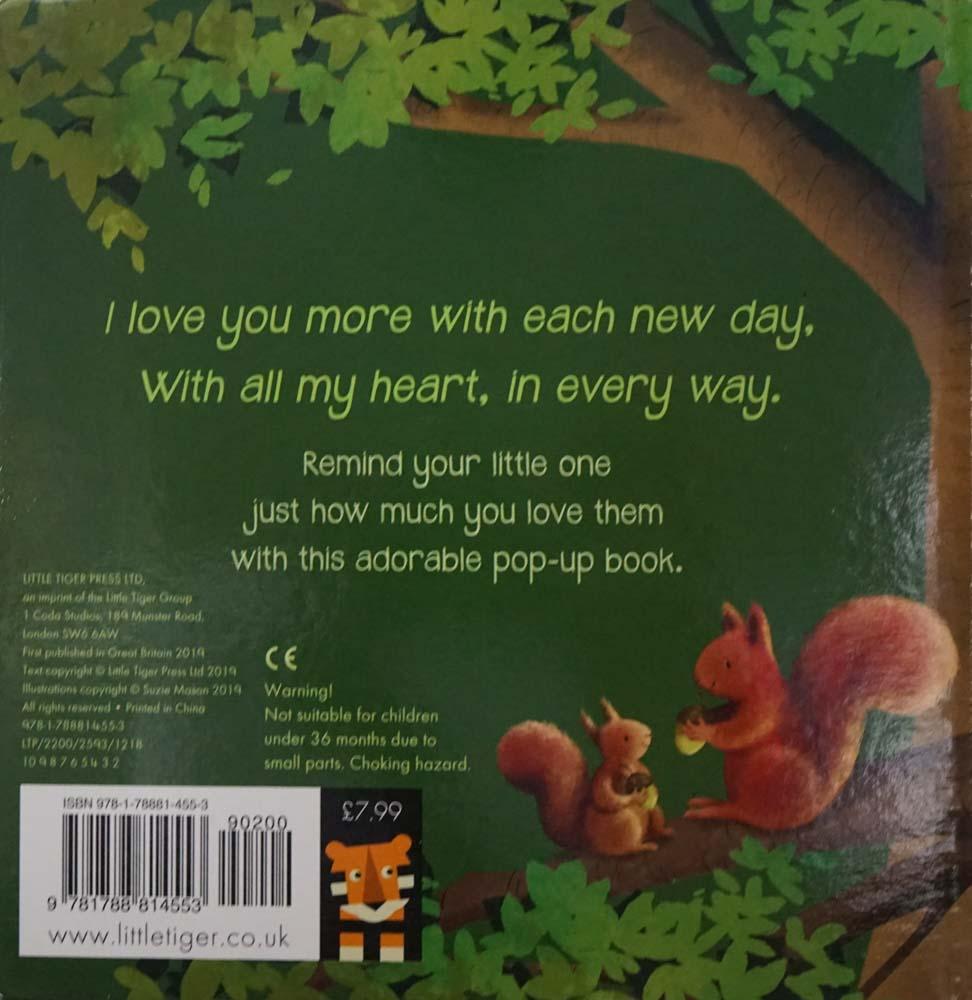 I love you more with each new day,
With all my heart, in every way.
Remind your little one
just how much you love them
with this adorable pop-up book.
LITTLE TIGER PRESS LTD,
an imprint of the Little Tiger Group
1 Coda Studios, 189 Munster Road,
London SW6 6AW
First published in Great Britain 2019
Text copyright © Little Tiger Press Ltd 2019
Illustrations copyright © Suzie Mason 2019
All rights reserved • Printed in China
978-1-78881-455-3
LTP/2200/2593/1218
10 9 8 7 6 5 4 3 2
CE
Warning!
Not suitable for children
under 36 months due to
small parts. Choking hazard.
ISBN 978-1-78881-455-3
90200
9 781788 814553
www.littletiger.co.uk
£7.99